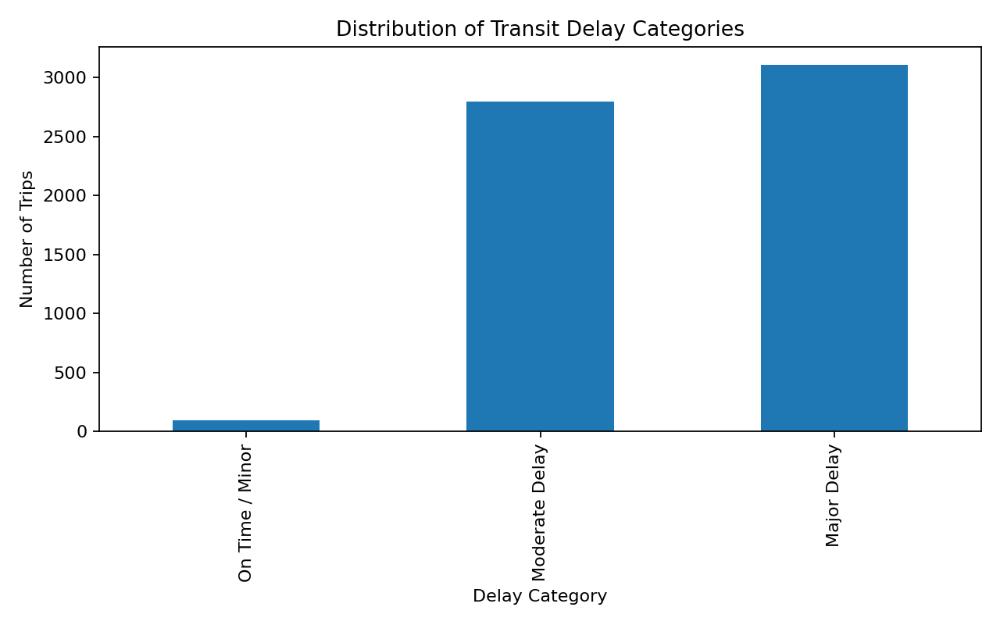 Distribution of Transit Delay Categories
Number of Trips
3000
2500
2000
1500
1000
500
0
On Time / Minor
Moderate Delay
Major Delay
Delay Category